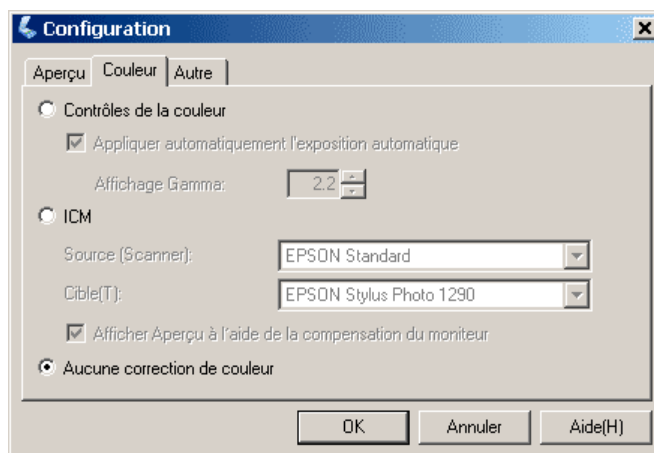 Configuration
Aperçu Couleur Autre
Contrôles de la couleur
Appliquer automatiquement l'exposition automatique
Affichage Gamma: 2.2
ICM
Source (Scanner): EPSON Standard
Cible(T): EPSON Stylus Photo 1290
Afficher Aperçu à l'aide de la compensation du moniteur
Aucune correction de couleur
OK Annuler Aide(H)